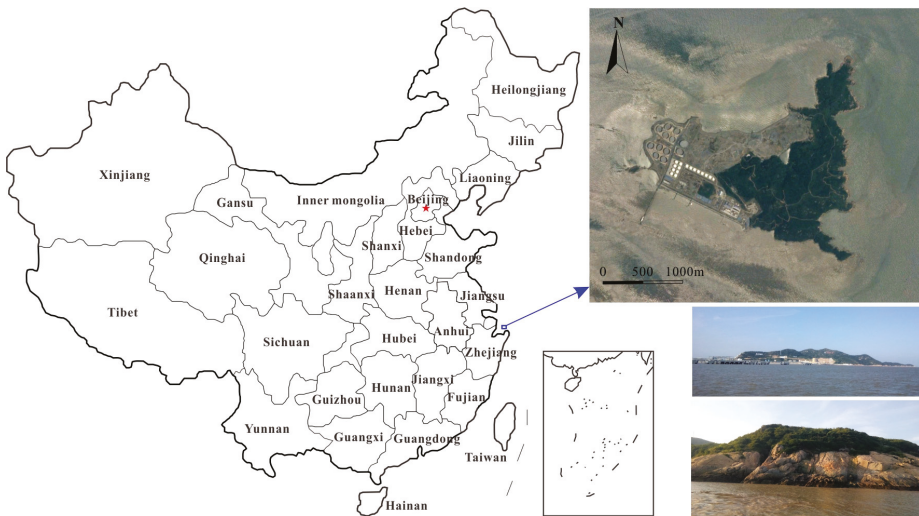 N
Heilongjiang
Jilin
Liaoning
Xinjiang
Gansu
Inner mongolia
Beijing
Hebei
Shanxi
Qinghai
Shandong
Shaanxi
Henan
Jiangsu
Tibet
Anhui
Sichuan
Hubei
Zhejiang
Hunan
Jiangxi
Guizhou
Fujian
Yunnan
Guangxi
Guangdong
Taiwan
Hainan
0 500 1000m